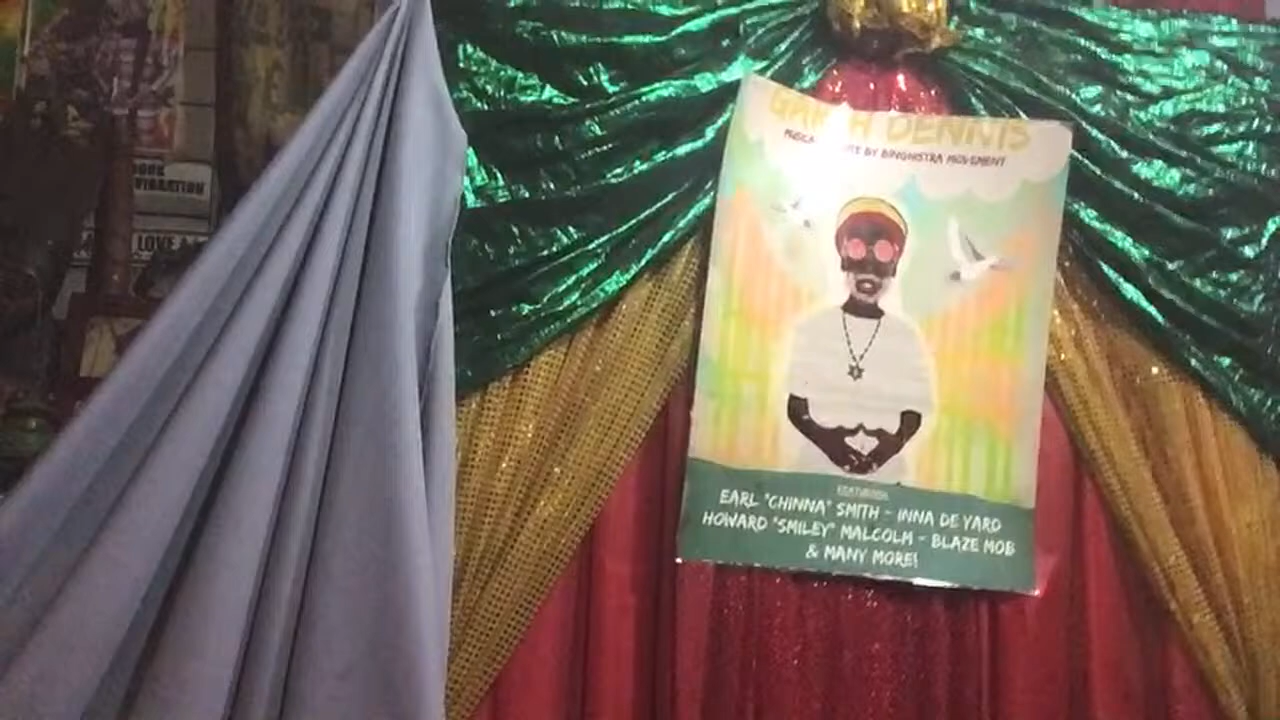 DENNIS
BY BINGHISTRA MOVEMENT
FEATURING
EARL "CHINNA" SMITH - INNA DE YARD
HOWARD "SMILEY" MALCOLM - BLAZE MOB
& MANY MORE!
LOVE